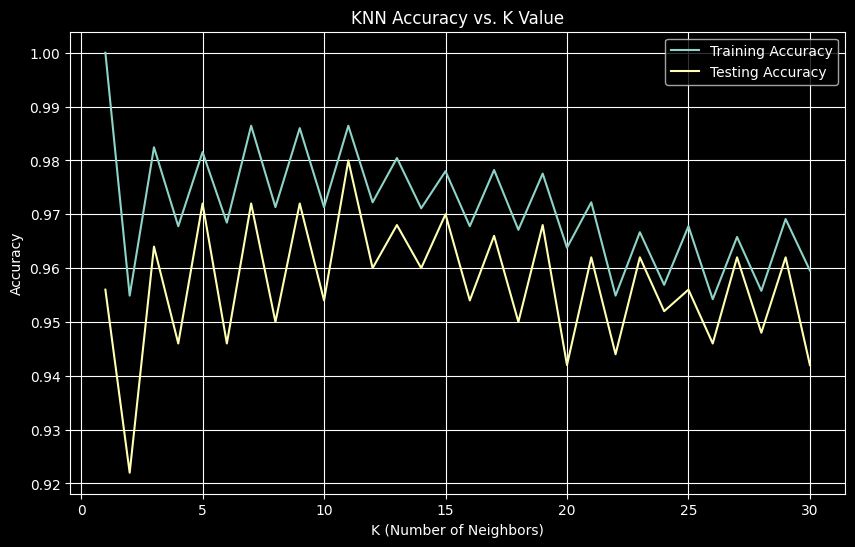 KNN Accuracy vs. K Value
Training Accuracy
Testing Accuracy
1.00
0.99
0.98
0.97
0.96
0.95
0.94
0.93
0.92
Accuracy
0 5 10 15 20 25 30
K (Number of Neighbors)